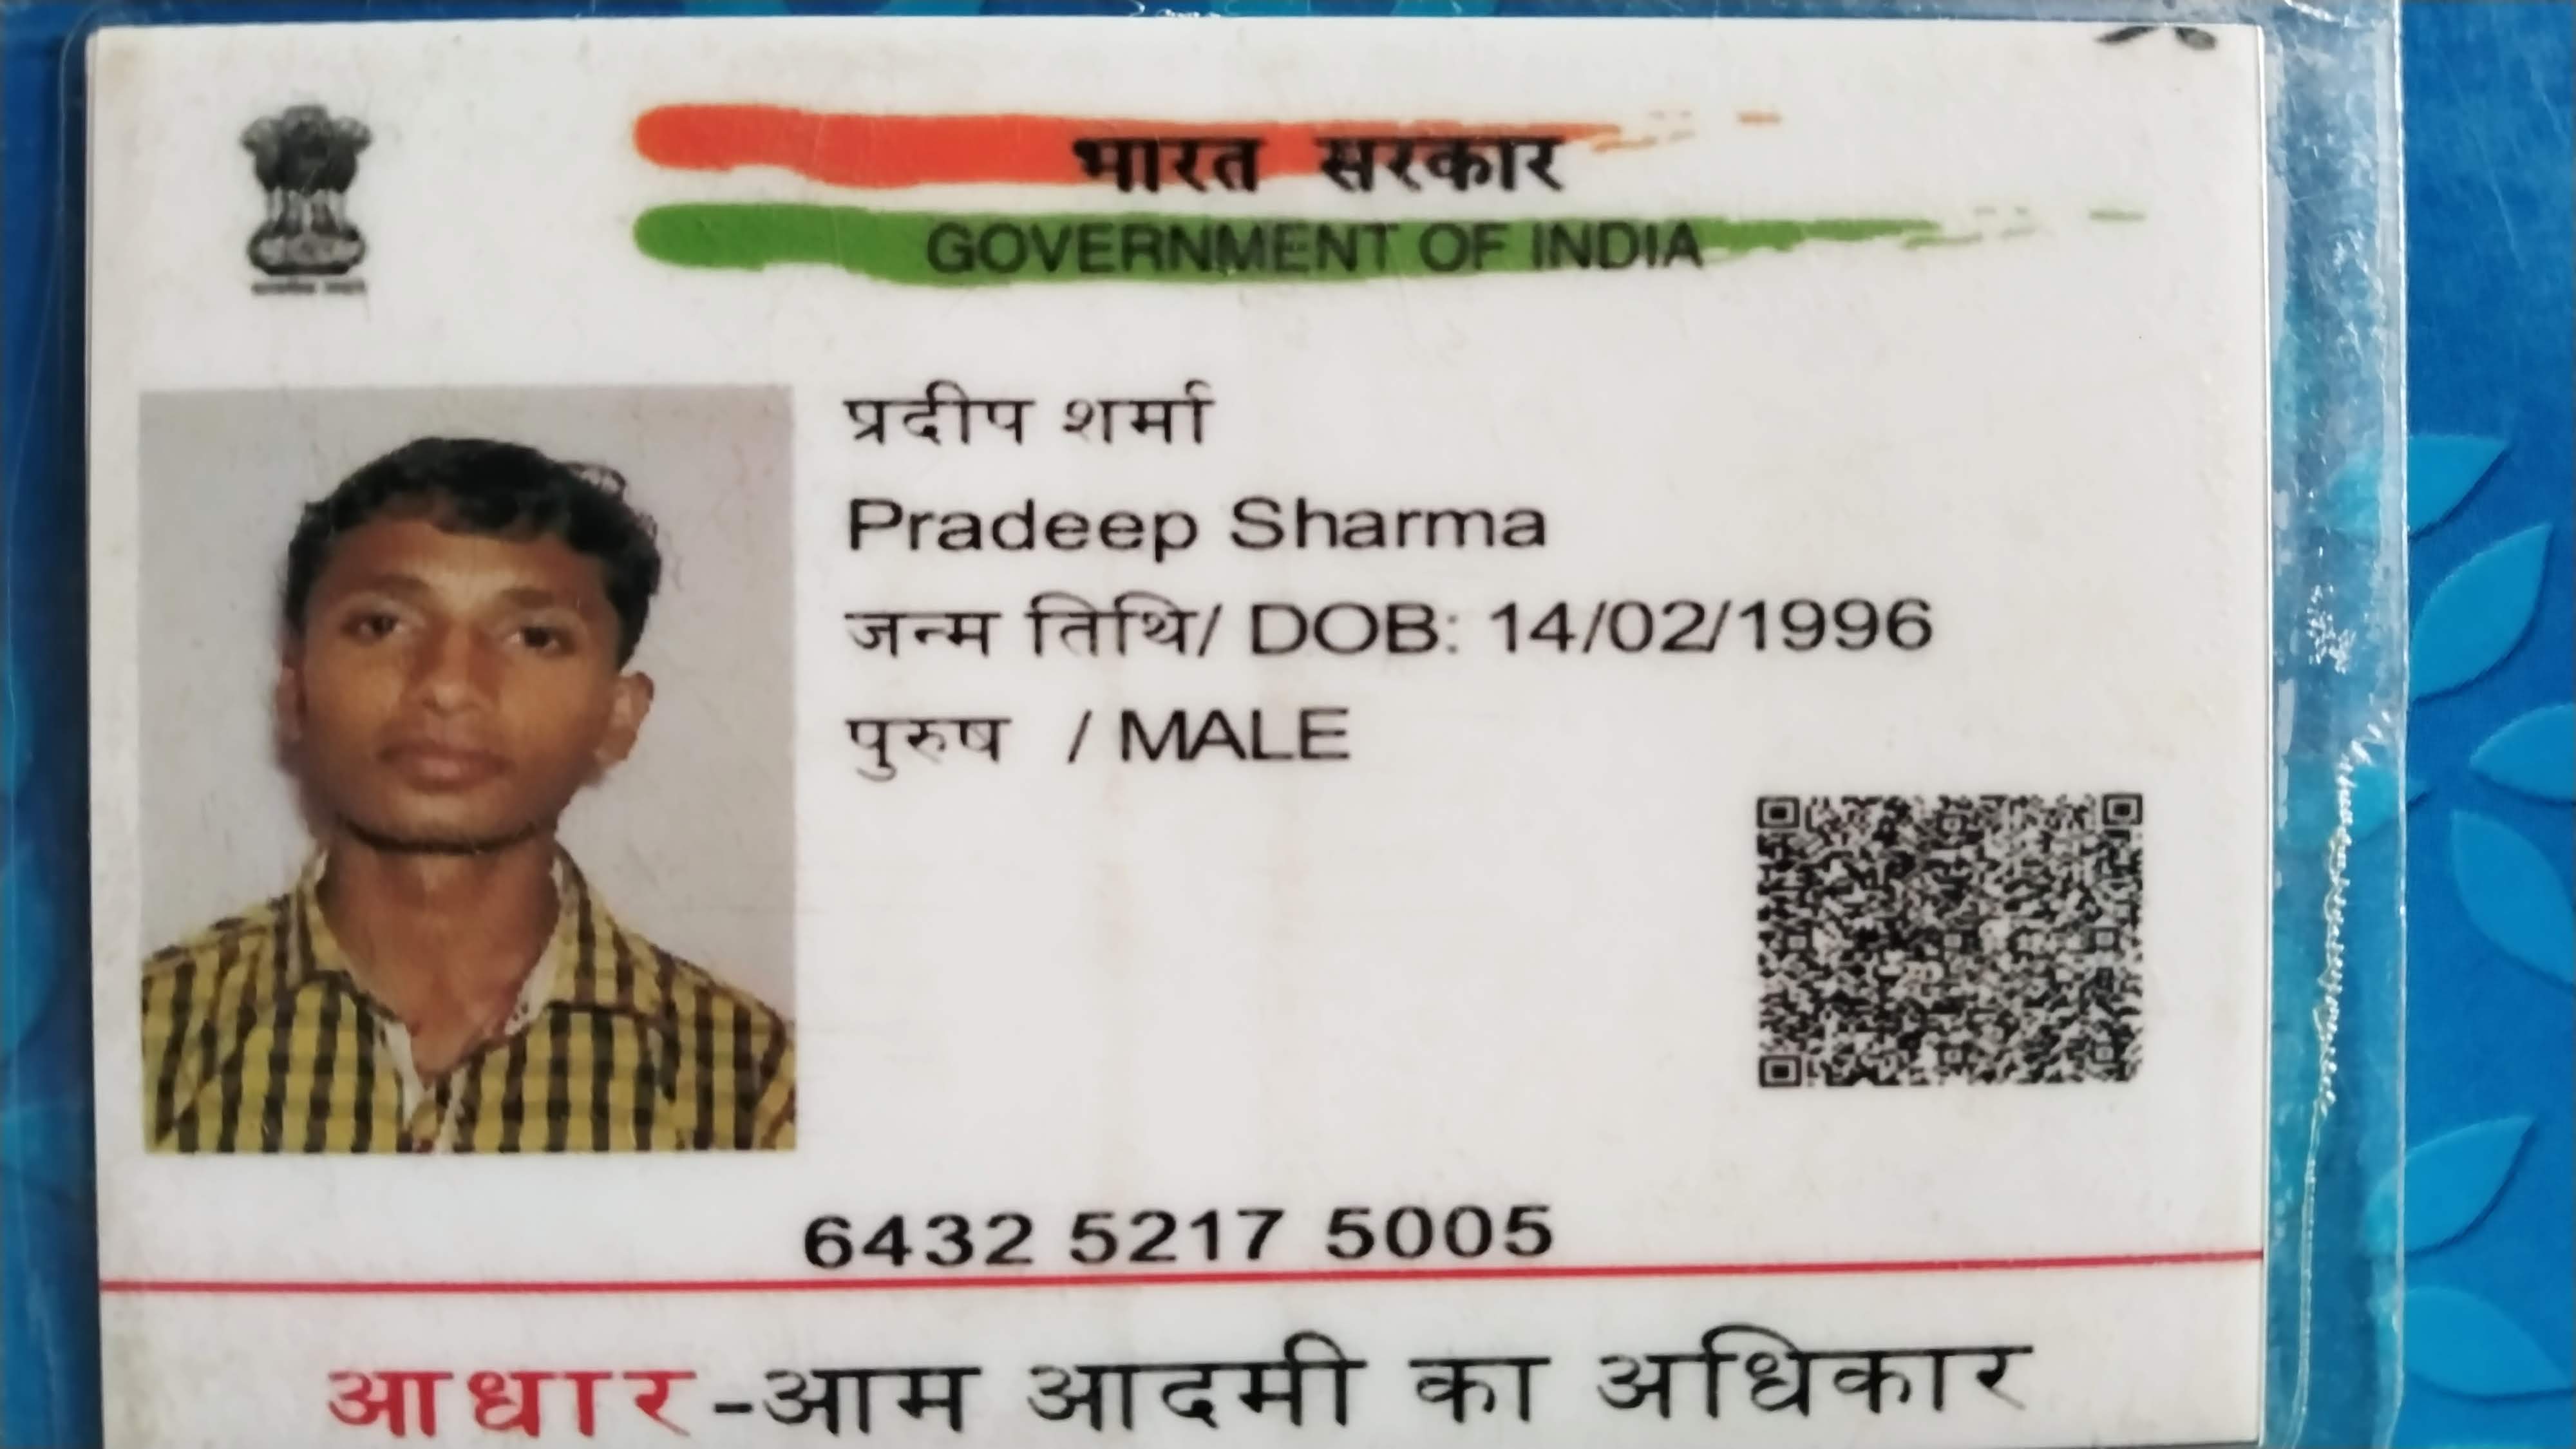 भारत सरकार
GOVERNMENT OF INDIA
प्रदीप शर्मा
Pradeep Sharma
जन्म तिथि/ DOB: 14/02/1996
पुरुष / MALE
6432 5217 5005
आधार-आम आदमी का अधिकार